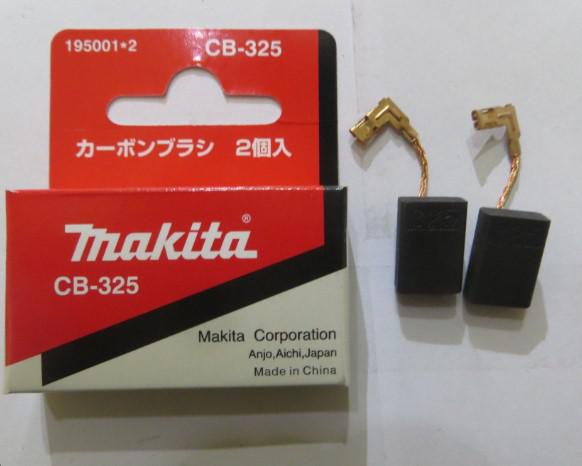 195001*2 CB-325
カーボンブラシ 2個入
makita®
CB-325
Makita Corporation
Anjo,Aichi,Japan
Made in China